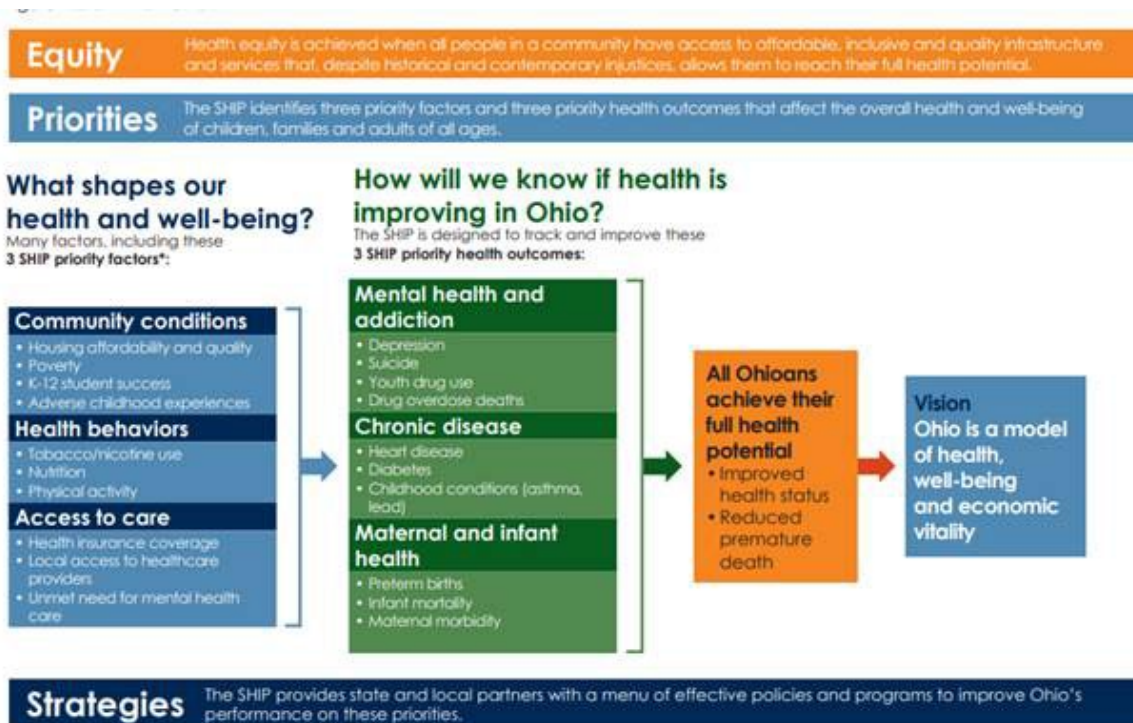 Equity
Health equity is achieved when all people in a community have access to affordable, inclusive and quality infrastructure
and services that, despite historical and contemporary injustices, allows them to reach their full health potential.
Priorities
The SHIP identifies three priority factors and three priority health outcomes that affect the overall health and well-being
of children, families and adults of all ages.
What shapes our
health and well-being?
Many factors, including these
3 SHIP priority factors*:
Community conditions
• Housing affordability and quality
• Poverty
• K-12 student success
• Adverse childhood experiences
Health behaviors
• Tobacco/nicotine use
• Nutrition
• Physical activity
Access to care
• Health insurance coverage
• Local access to healthcare
providers
• Unmet need for mental health
care
How will we know if health is
improving in Ohio?
The SHIP is designed to track and improve these
3 SHIP priority health outcomes:
Mental health and
addiction
• Depression
• Suicide
• Youth drug use
• Drug overdose deaths
Chronic disease
• Heart disease
• Diabetes
• Childhood conditions (asthma,
lead)
Maternal and infant
health
• Preterm births
• Infant mortality
• Maternal morbidity
All Ohioans
achieve their
full health
potential
• Improved
health status
• Reduced
premature
death
Vision
Ohio is a model
of health,
well-being
and economic
vitality
Strategies
The SHIP provides state and local partners with a menu of effective policies and programs to improve Ohio's
performance on these priorities.